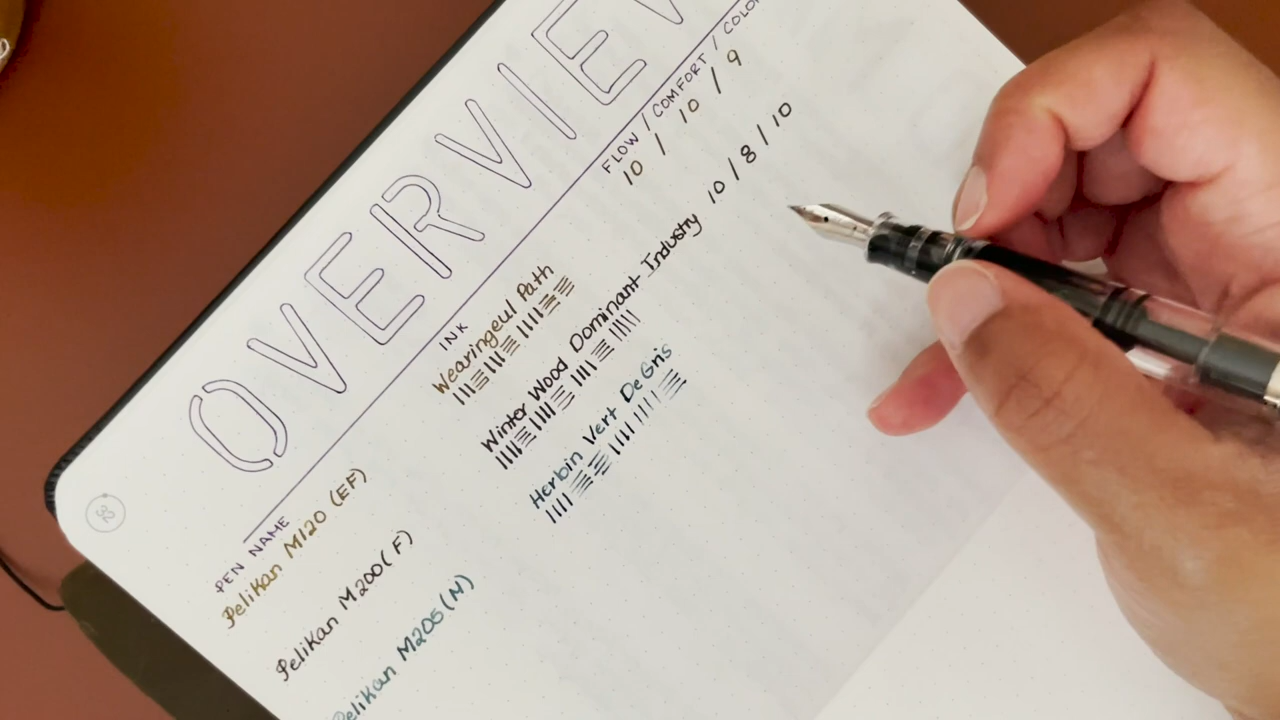 OVERVIEW
PEN NAME INK FLOW / COMFORT / COLOR
Pelikan M120 (EF) Wearingeul Path 10 / 10 / 9
Pelikan M200 (F) Winter Wood Dominant Industry 10 / 8 / 10
Pelikan M205 (M) Herbin Vert De Gris
32